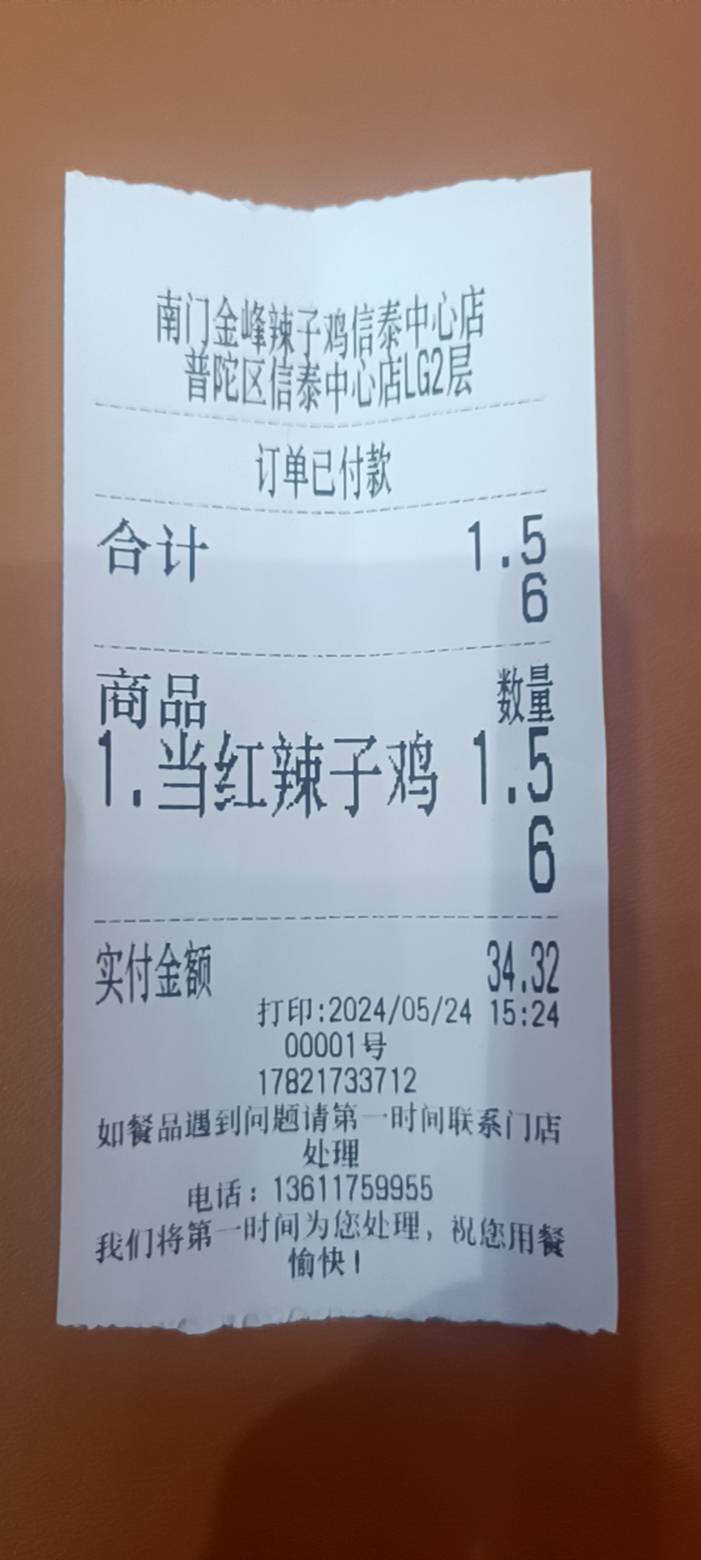 南门金峰辣子鸡信泰中心店
普陀区信泰中心店LG2层
订单已付款
合计 1.5
6
商品 数量
1.当红辣子鸡 1.5
6
实付金额 34.32
打印:2024/05/24 15:24
00001号
17821733712
如餐品遇到问题请第一时间联系门店
处理
电话：13611759955
我们将第一时间为您处理，祝您用餐
愉快！